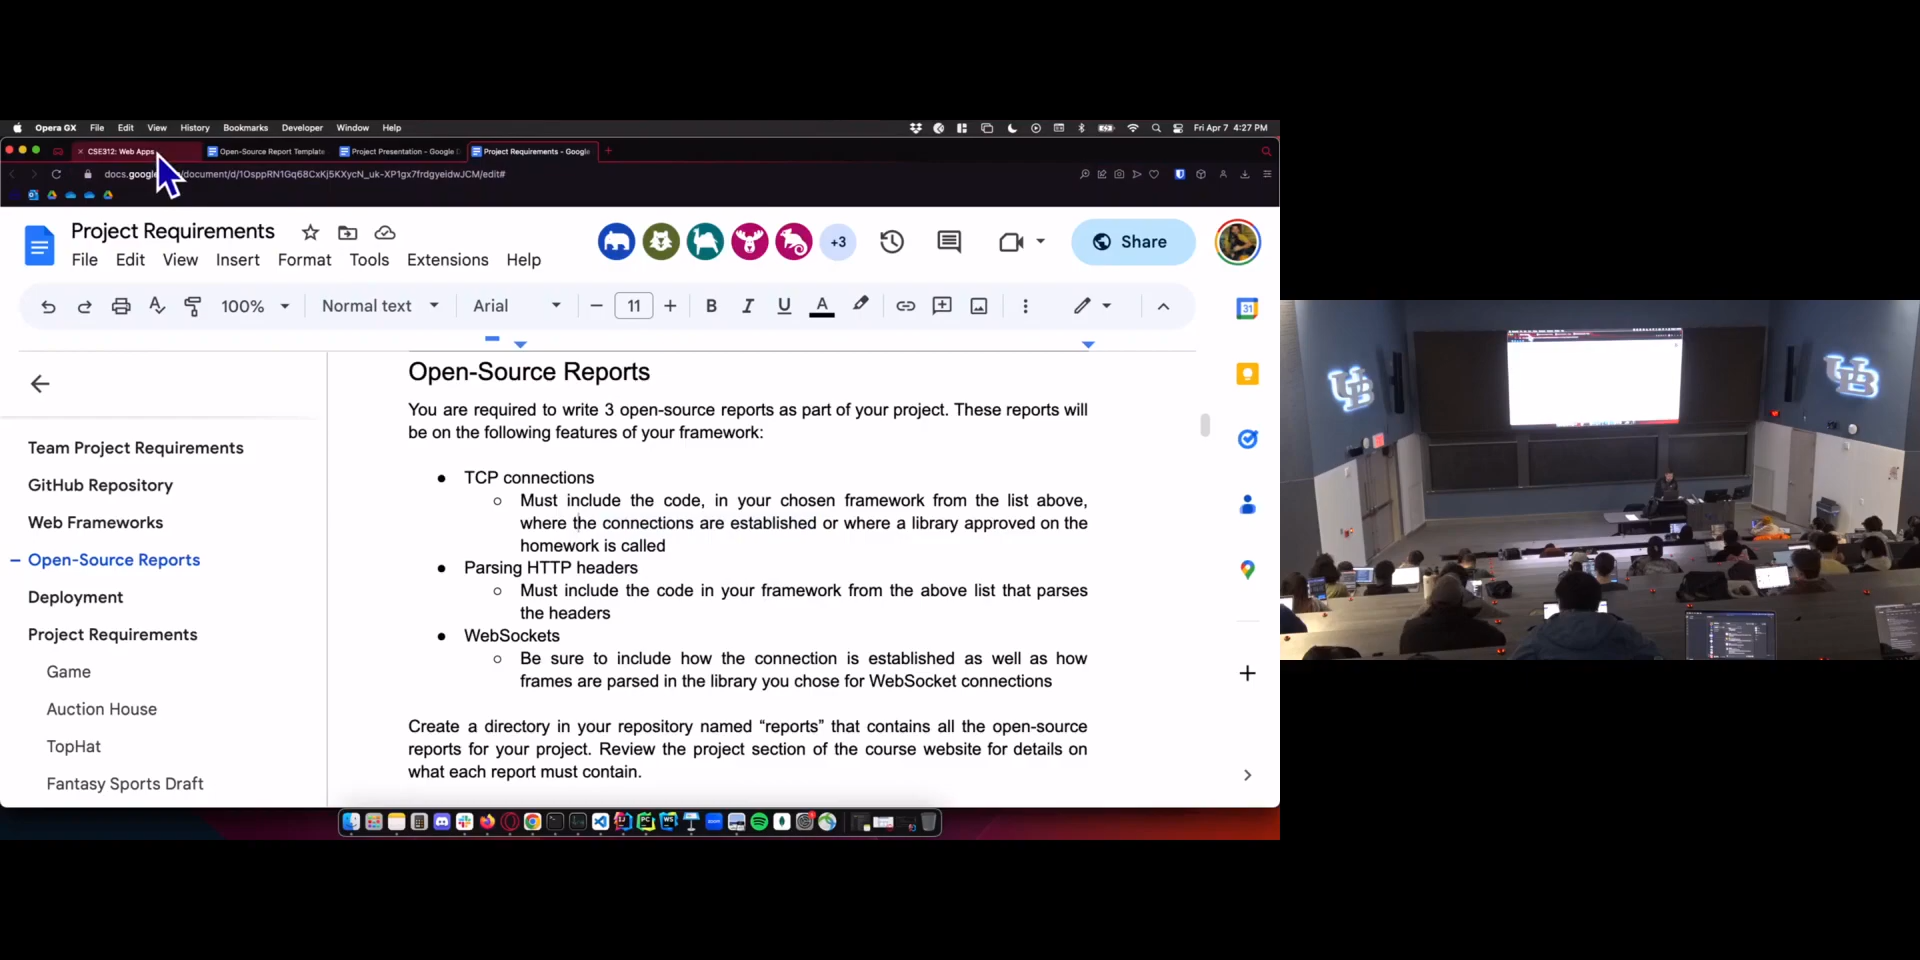 Opera GX File Edit View History Bookmarks Developer Window Help Fri Apr 7 4:27 PM
CSE312: Web Apps Open-Source Report Template Project Presentation - Google D Project Requirements - Google
docs.goog /document/d/1OsppRN1Gq68CxKj5KXycN_uk-XP1gx7frdgyeidwJCM/edit#
Project Requirements
+3
Share
File Edit View Insert Format Tools Extensions Help
100% Normal text Arial 11 B I U A
31
Open-Source Reports
You are required to write 3 open-source reports as part of your project. These reports will
be on the following features of your framework:
● TCP connections
○ Must include the code, in your chosen framework from the list above,
where the connections are established or where a library approved on the
homework is called
● Parsing HTTP headers
○ Must include the code in your framework from the above list that parses
the headers
● WebSockets
○ Be sure to include how the connection is established as well as how
frames are parsed in the library you chose for WebSocket connections
Create a directory in your repository named “reports” that contains all the open-source
reports for your project. Review the project section of the course website for details on
what each report must contain.
Team Project Requirements
GitHub Repository
Web Frameworks
Open-Source Reports
Deployment
Project Requirements
Game
Auction House
TopHat
Fantasy Sports Draft
UB
UB